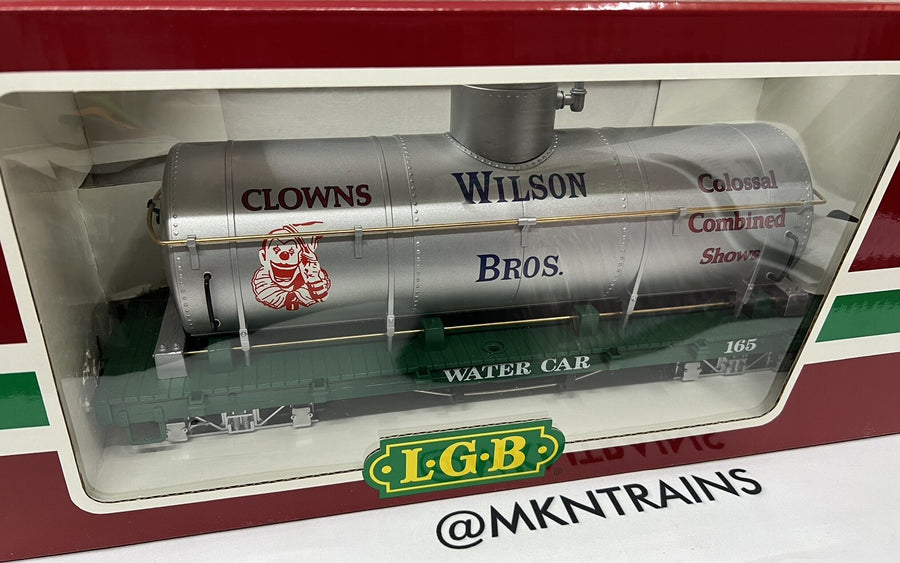 CLOWNS
WILSON
BROS.
Colossal
Combined
Shows
WATER CAR
165
L·G·B
®
@MKNTRAINS